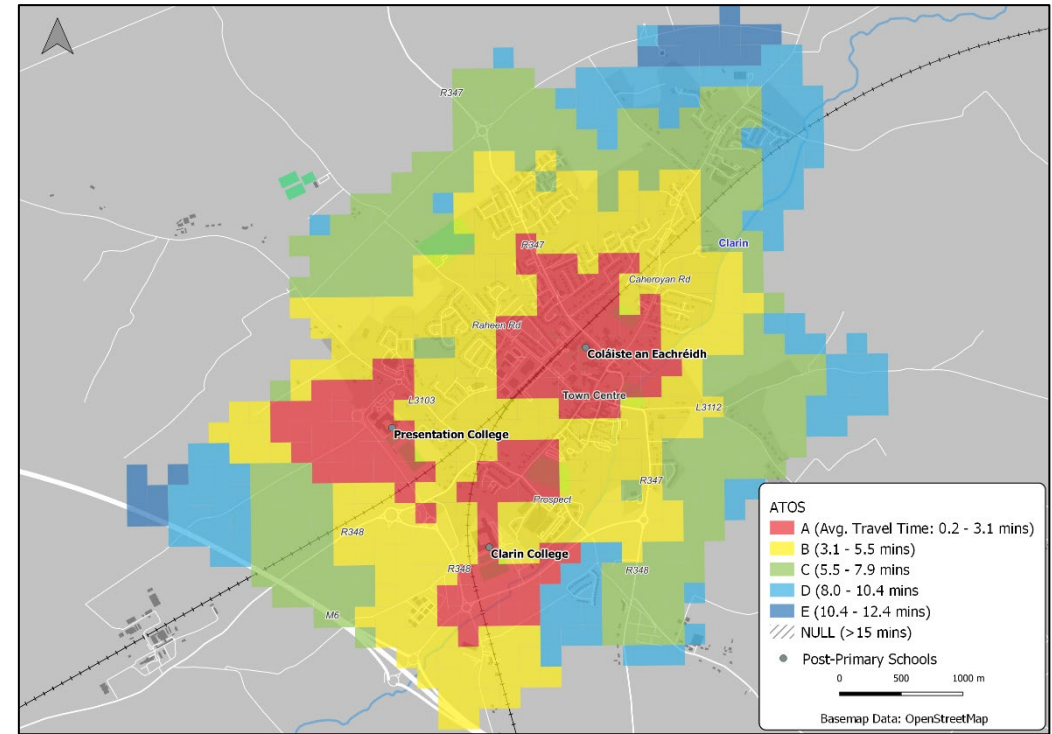 R347
Clarin
R347
Caheroyan Rd
Raheen Rd
Coláiste an Eachréidh
Town Centre
L3103
L3112
Presentation College
R347
Prospect
R348
Clarin College
R348
R348
M6
ATOS
A (Avg. Travel Time: 0.2 - 3.1 mins)
B (3.1 - 5.5 mins)
C (5.5 - 7.9 mins
D (8.0 - 10.4 mins
E (10.4 - 12.4 mins)
NULL (>15 mins)
Post-Primary Schools
0 500 1000 m
Basemap Data: OpenStreetMap